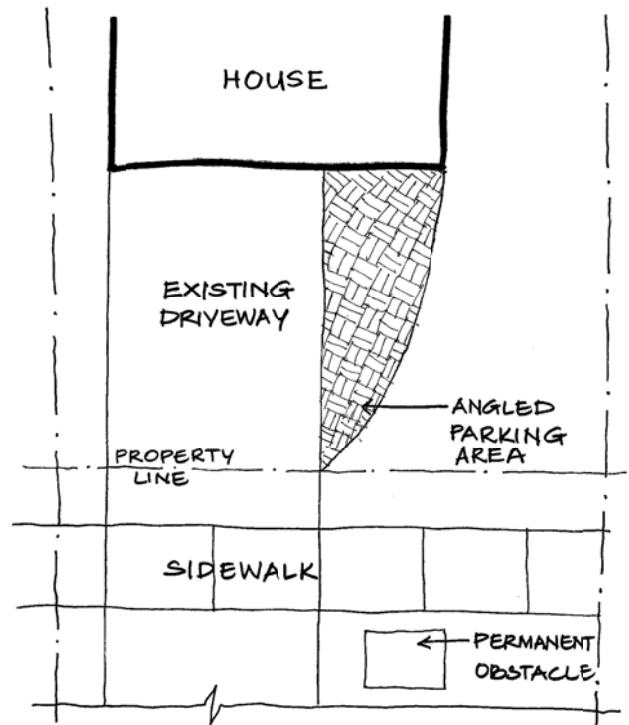 HOUSE
EXISTING
DRIVEWAY
ANGLED
PARKING
AREA
PROPERTY
LINE
SIDEWALK
PERMANENT
OBSTACLE